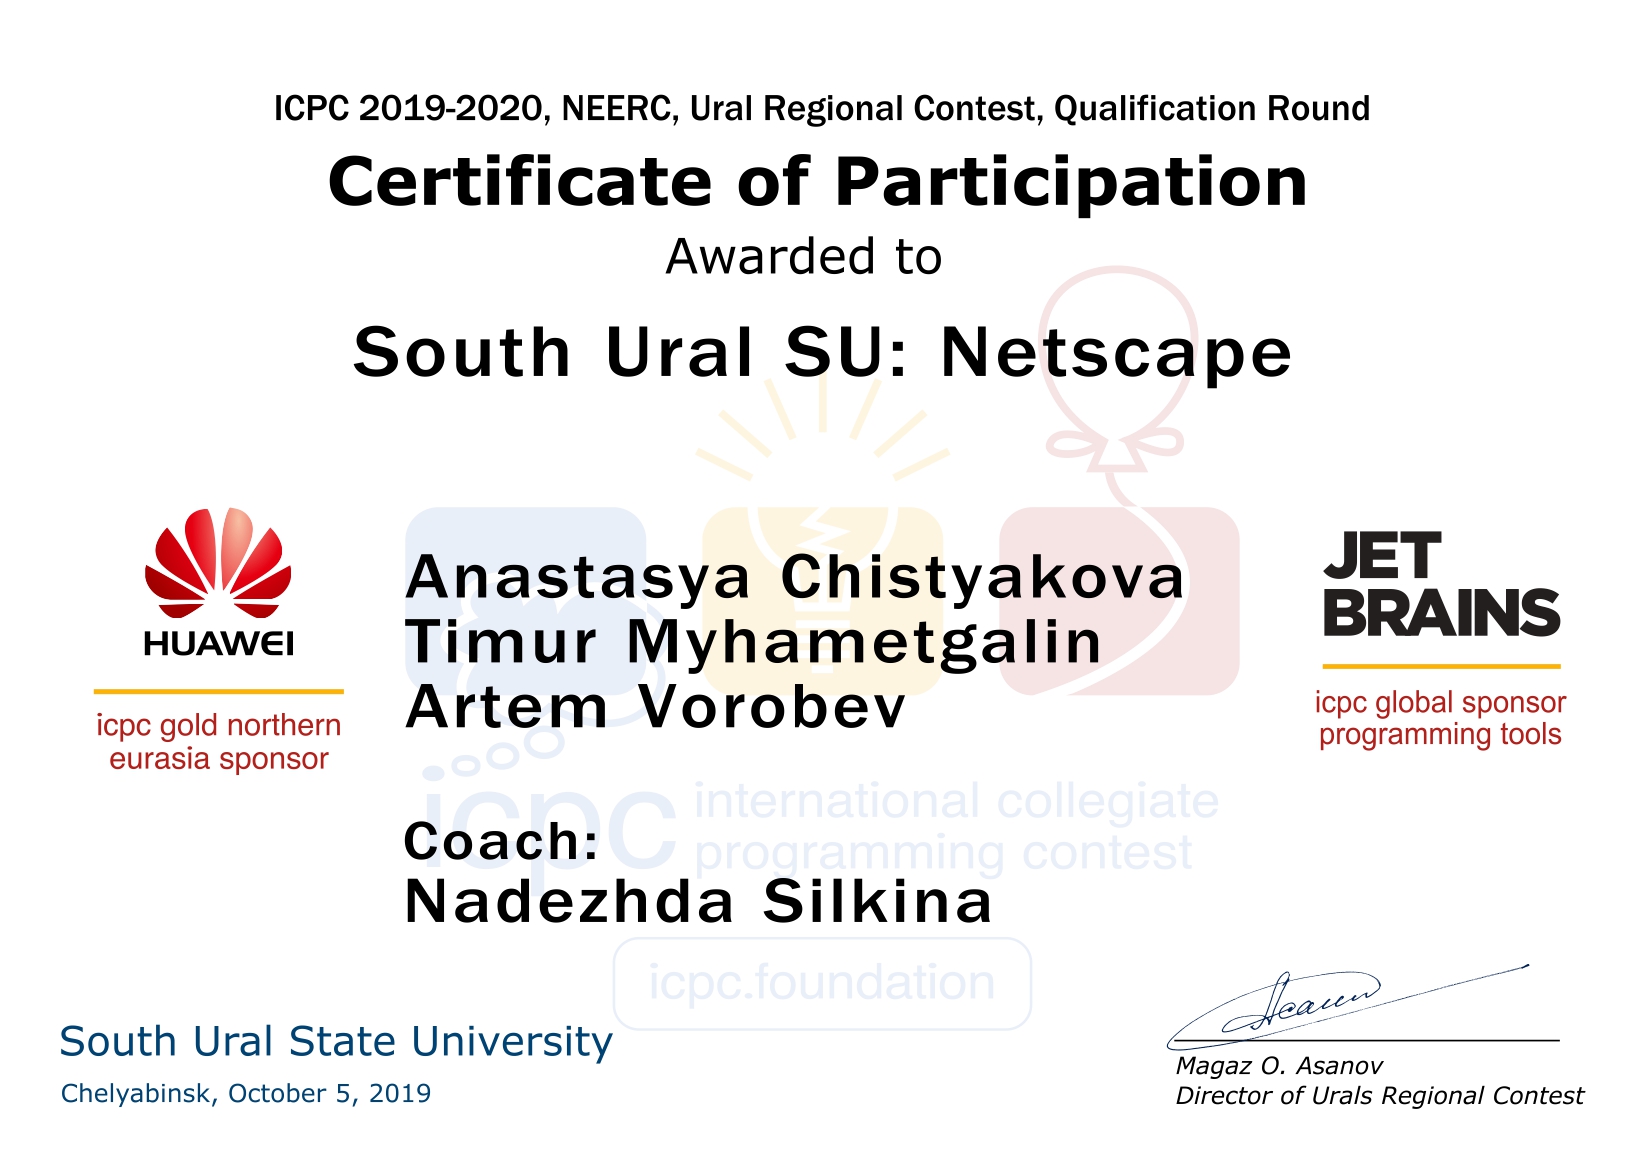 ICPC 2019-2020, NEERC, Ural Regional Contest, Qualification Round
Certificate of Participation
Awarded to
South Ural SU: Netscape
HUAWEI
icpc gold northern
eurasia sponsor
Anastasya Chistyakova
Timur Myhametgalin
Artem Vorobev
JET
BRAINS
icpc global sponsor
programming tools
icpc international collegiate
programming contest
Coach:
Nadezhda Silkina
icpc.foundation
South Ural State University
Chelyabinsk, October 5, 2019
Magaz O. Asanov
Director of Urals Regional Contest